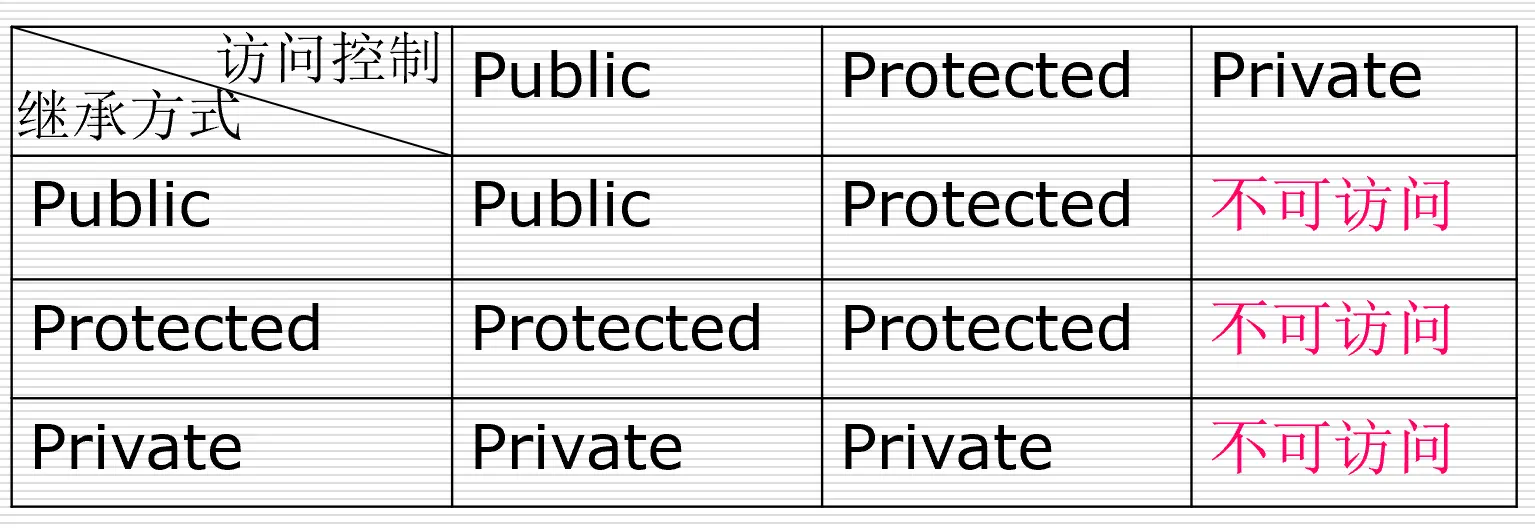 访问控制
继承方式
Public
Protected
Private
Public
Public
Protected
不可访问
Protected
Protected
Protected
不可访问
Private
Private
Private
不可访问